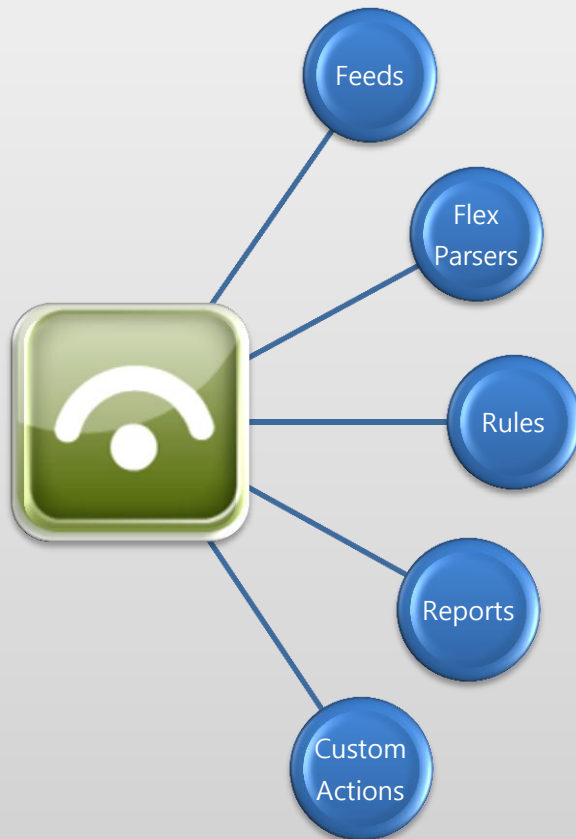 Feeds
Flex
Parsers
Rules
Reports
Custom
Actions